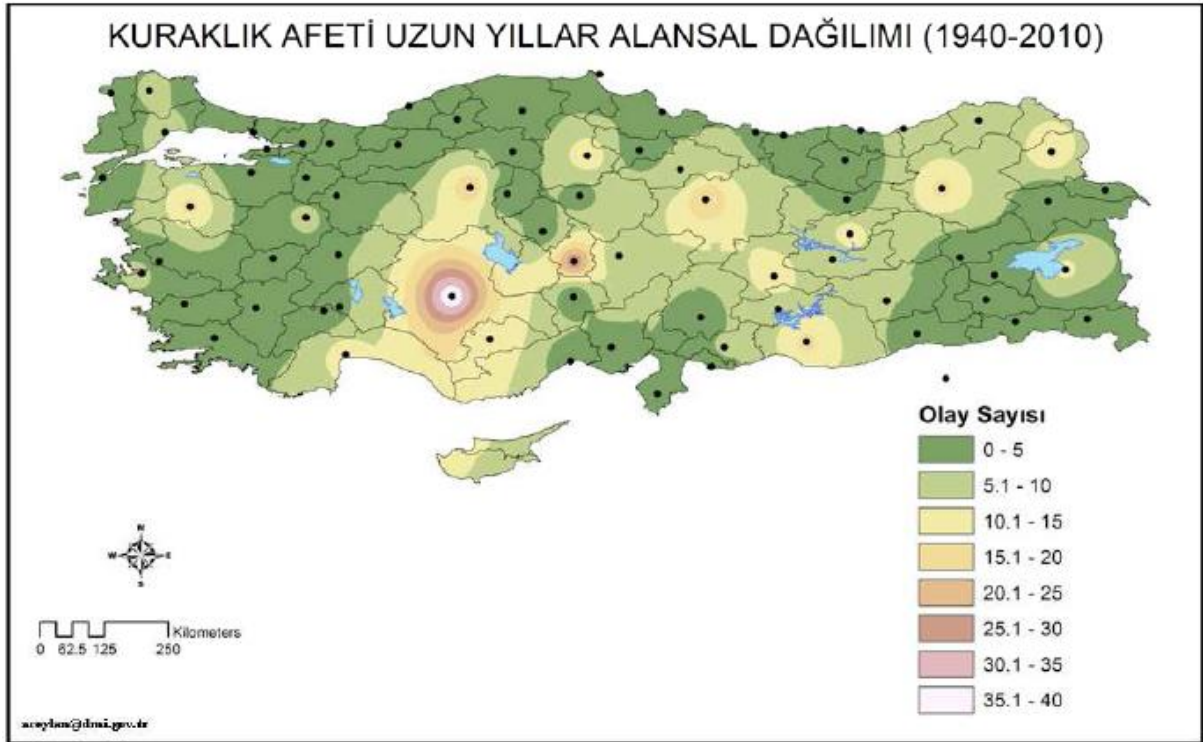 KURAKLIK AFETİ UZUN YILLAR ALANSAL DAĞILIMI (1940-2010)
Olay Sayısı
0 - 5
5.1 - 10
10.1 - 15
15.1 - 20
20.1 - 25
25.1 - 30
30.1 - 35
35.1 - 40
N
W E
S
Kilometers
0 62.5 125 250